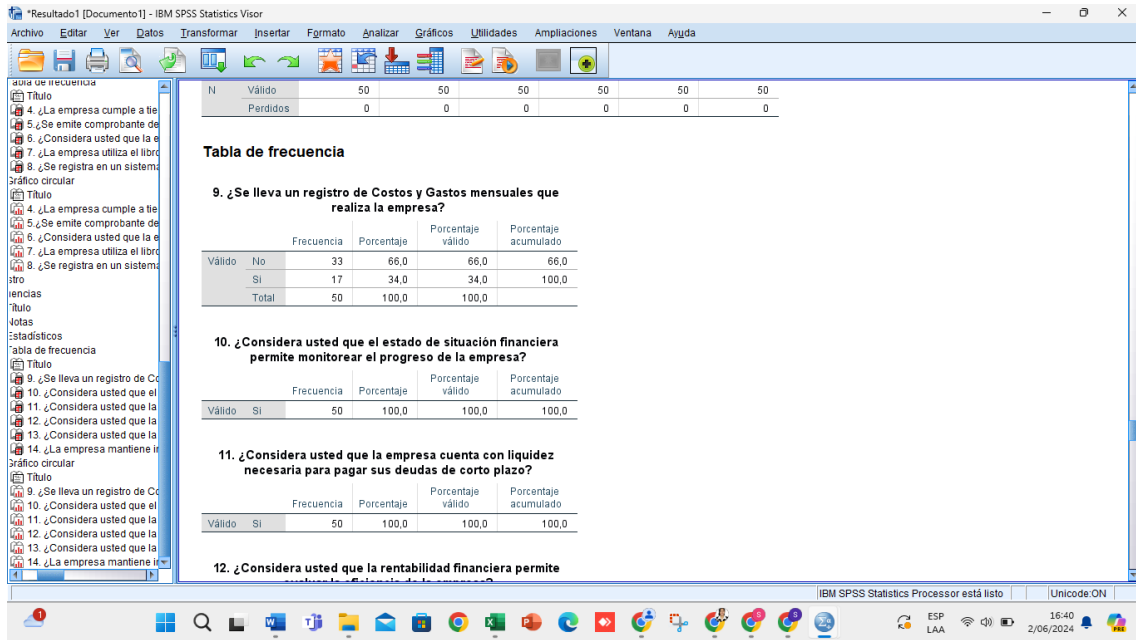 *Resultado1 [Documento1] - IBM SPSS Statistics Visor
Archivo Editar Ver Datos Transformar Insertar Formato Analizar Gráficos Utilidades Ampliaciones Ventana Ayuda
Título
4. ¿La empresa cumple a tie
5.¿Se emite comprobante de
6. ¿Considera usted que la e
7. ¿La empresa utiliza el libro
8. ¿Se registra en un sistema
Gráfico circular
Título
4. ¿La empresa cumple a tie
5.¿Se emite comprobante de
6. ¿Considera usted que la e
7. ¿La empresa utiliza el libro
8. ¿Se registra en un sistema
stro
iencias
Título
Notas
Estadísticos
Tabla de frecuencia
Título
9. ¿Se lleva un registro de Co
10. ¿Considera usted que el
11. ¿Considera usted que la
12. ¿Considera usted que la
13. ¿Considera usted que la
14. ¿La empresa mantiene in
Gráfico circular
Título
9. ¿Se lleva un registro de Co
10. ¿Considera usted que el
11. ¿Considera usted que la
12. ¿Considera usted que la
13. ¿Considera usted que la
14. ¿La empresa mantiene in
N Válido 50 50 50 50 50 50
Perdidos 0 0 0 0 0 0
Tabla de frecuencia
9. ¿Se lleva un registro de Costos y Gastos mensuales que
realiza la empresa?
Frecuencia Porcentaje Porcentaje válido Porcentaje acumulado
Válido No 33 66,0 66,0 66,0
Si 17 34,0 34,0 100,0
Total 50 100,0 100,0
10. ¿Considera usted que el estado de situación financiera
permite monitorear el progreso de la empresa?
Frecuencia Porcentaje Porcentaje válido Porcentaje acumulado
Válido Si 50 100,0 100,0 100,0
11. ¿Considera usted que la empresa cuenta con liquidez
necesaria para pagar sus deudas de corto plazo?
Frecuencia Porcentaje Porcentaje válido Porcentaje acumulado
Válido Si 50 100,0 100,0 100,0
12. ¿Considera usted que la rentabilidad financiera permite
IBM SPSS Statistics Processor está listo Unicode:ON
1
ESP
LAA
16:40
2/06/2024
PRE